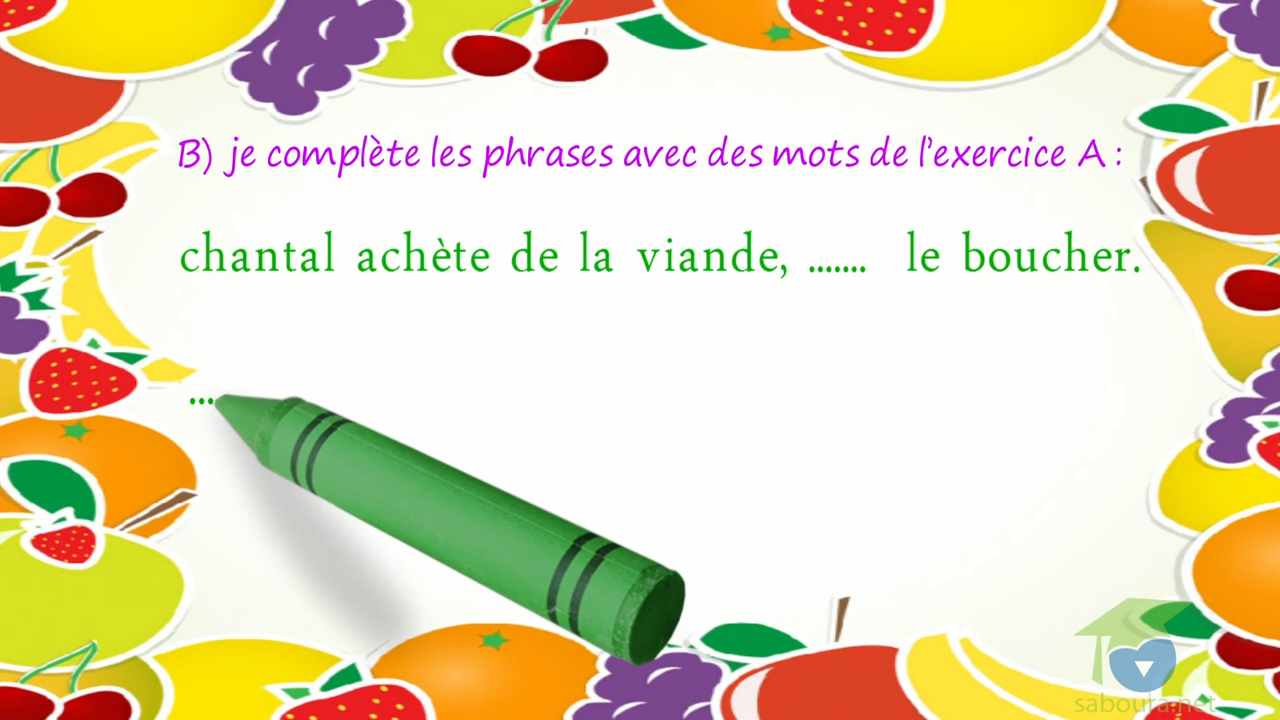 B) je complète les phrases avec des mots de l'exercice A :
chantal achète de la viande, ....... le boucher.
...
saboura.net